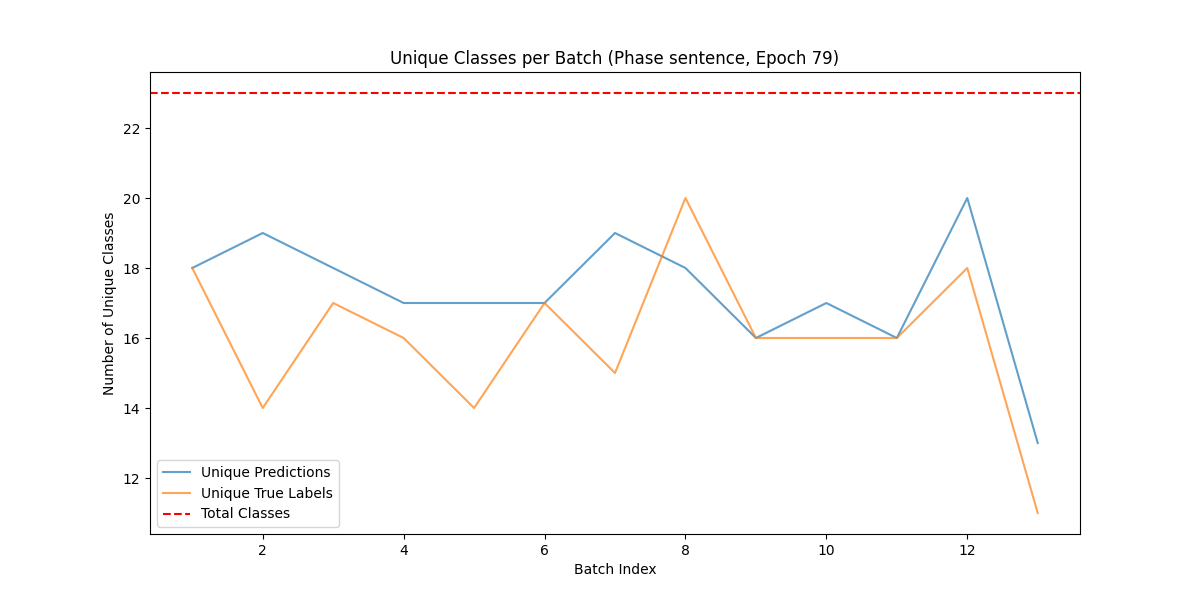 Unique Classes per Batch (Phase sentence, Epoch 79)
Number of Unique Classes
22
20
18
16
14
12
Unique Predictions
Unique True Labels
Total Classes
2 4 6 8 10 12
Batch Index